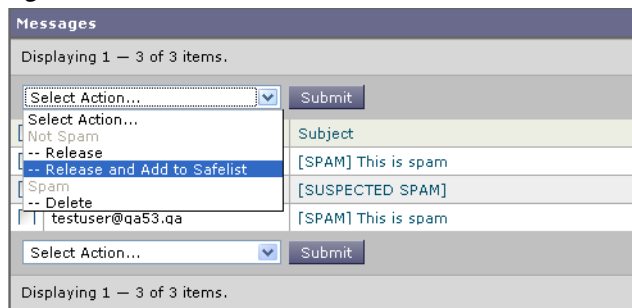 Messages
Displaying 1 — 3 of 3 items.
Select Action... Submit
Select Action...
Not Spam
Subject
-- Release
[SPAM] This is spam
-- Release and Add to Safelist
Spam
[SUSPECTED SPAM]
-- Delete
testuser@qa53.qa [SPAM] This is spam
Select Action... Submit
Displaying 1 — 3 of 3 items.